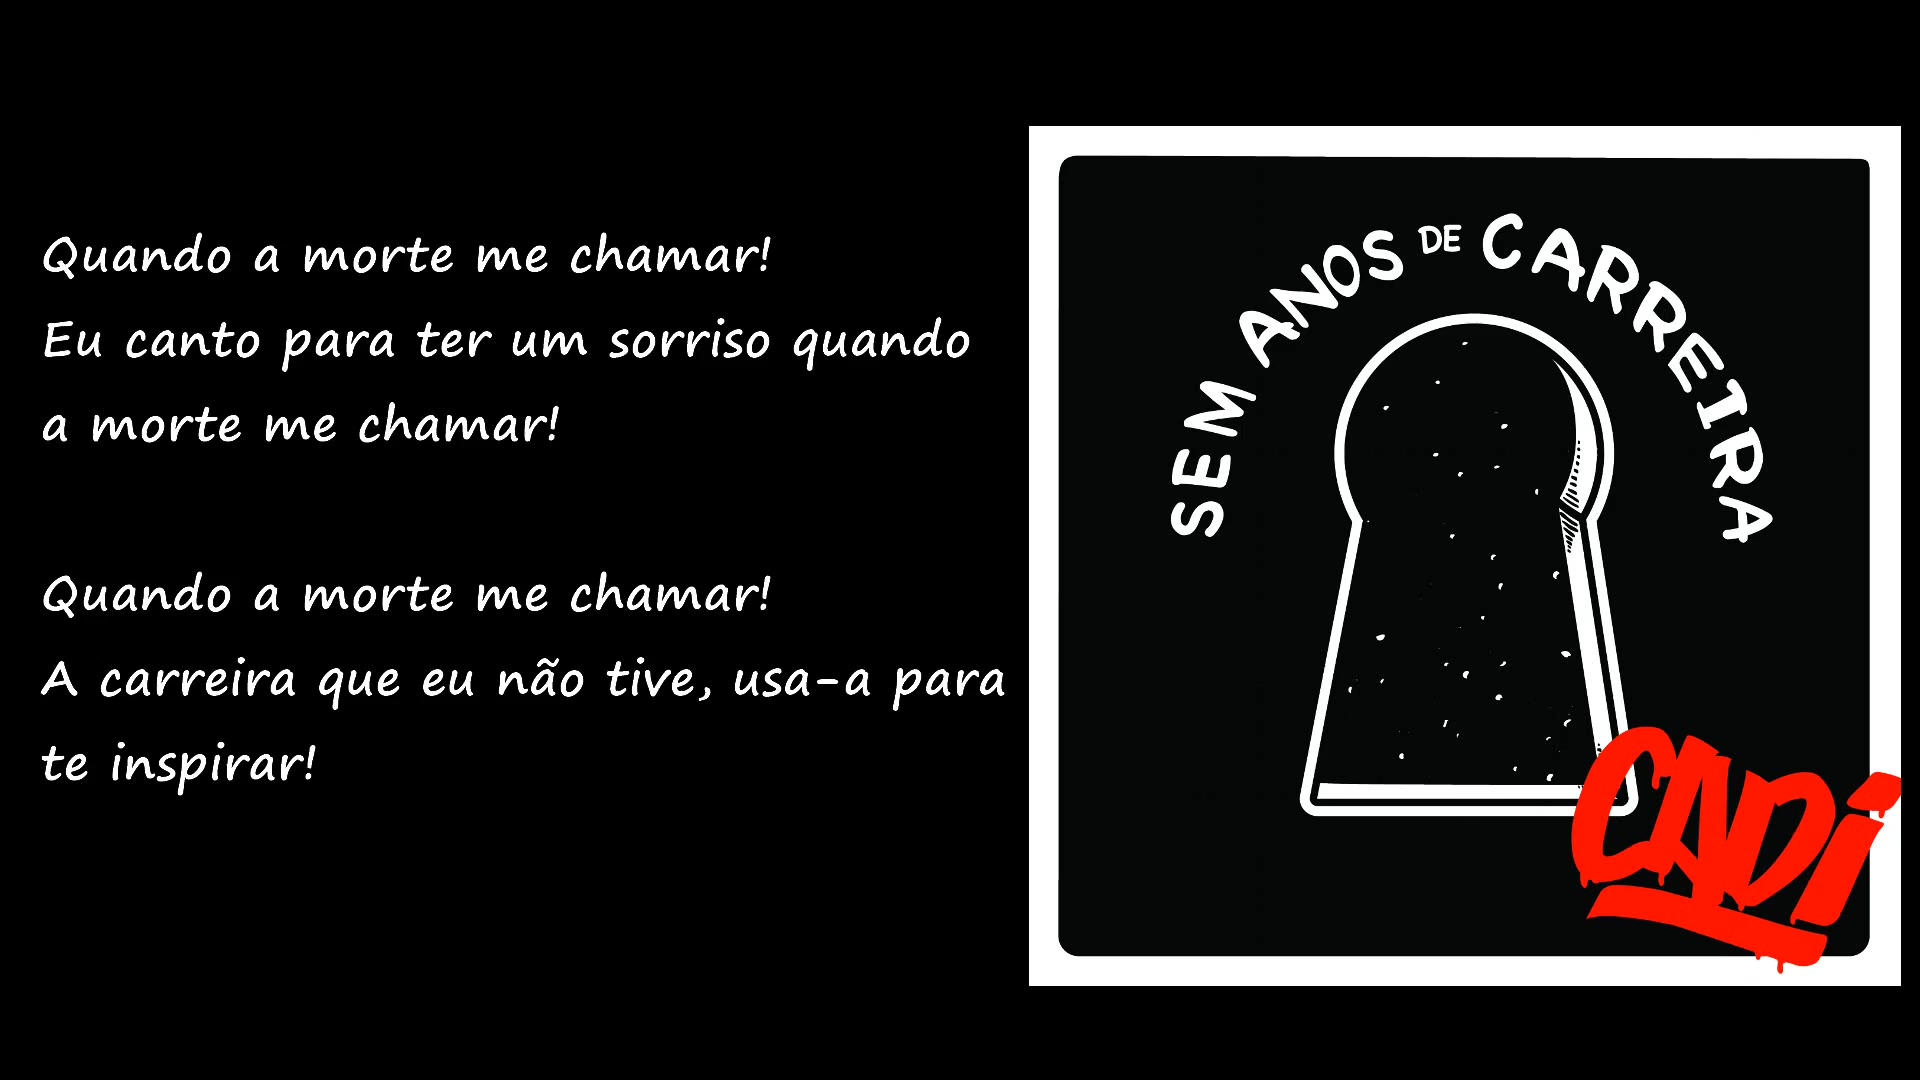 Quando a morte me chamar!
Eu canto para ter um sorriso quando
a morte me chamar!
Quando a morte me chamar!
A carreira que eu não tive, usa-a para
te inspirar!
SEM ANOS DE CARREIRA
CADi